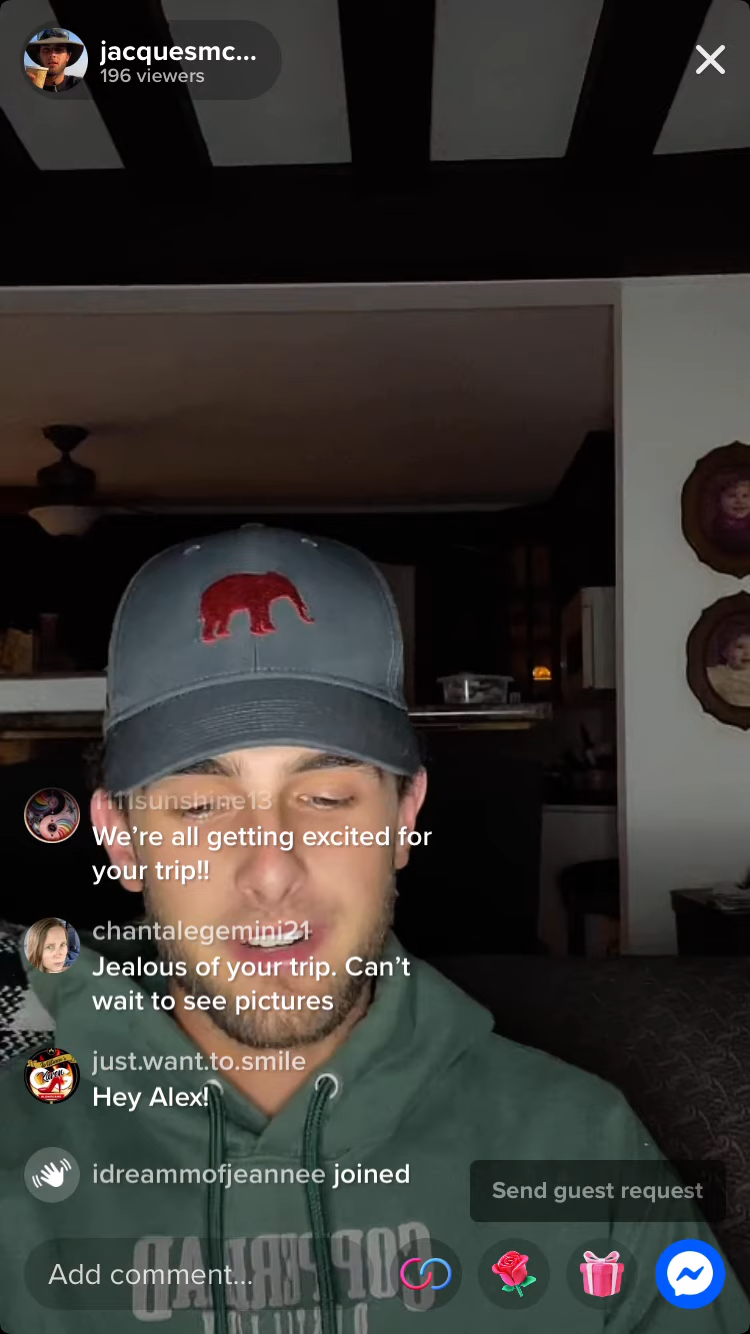 jacquesmc...
196 viewers
1111sunshine13
We're all getting excited for
your trip!!
chantalegemini21
Jealous of your trip. Can't
wait to see pictures
just.want.to.smile
Hey Alex!
idreammofjeannee joined
Send guest request
Add comment...